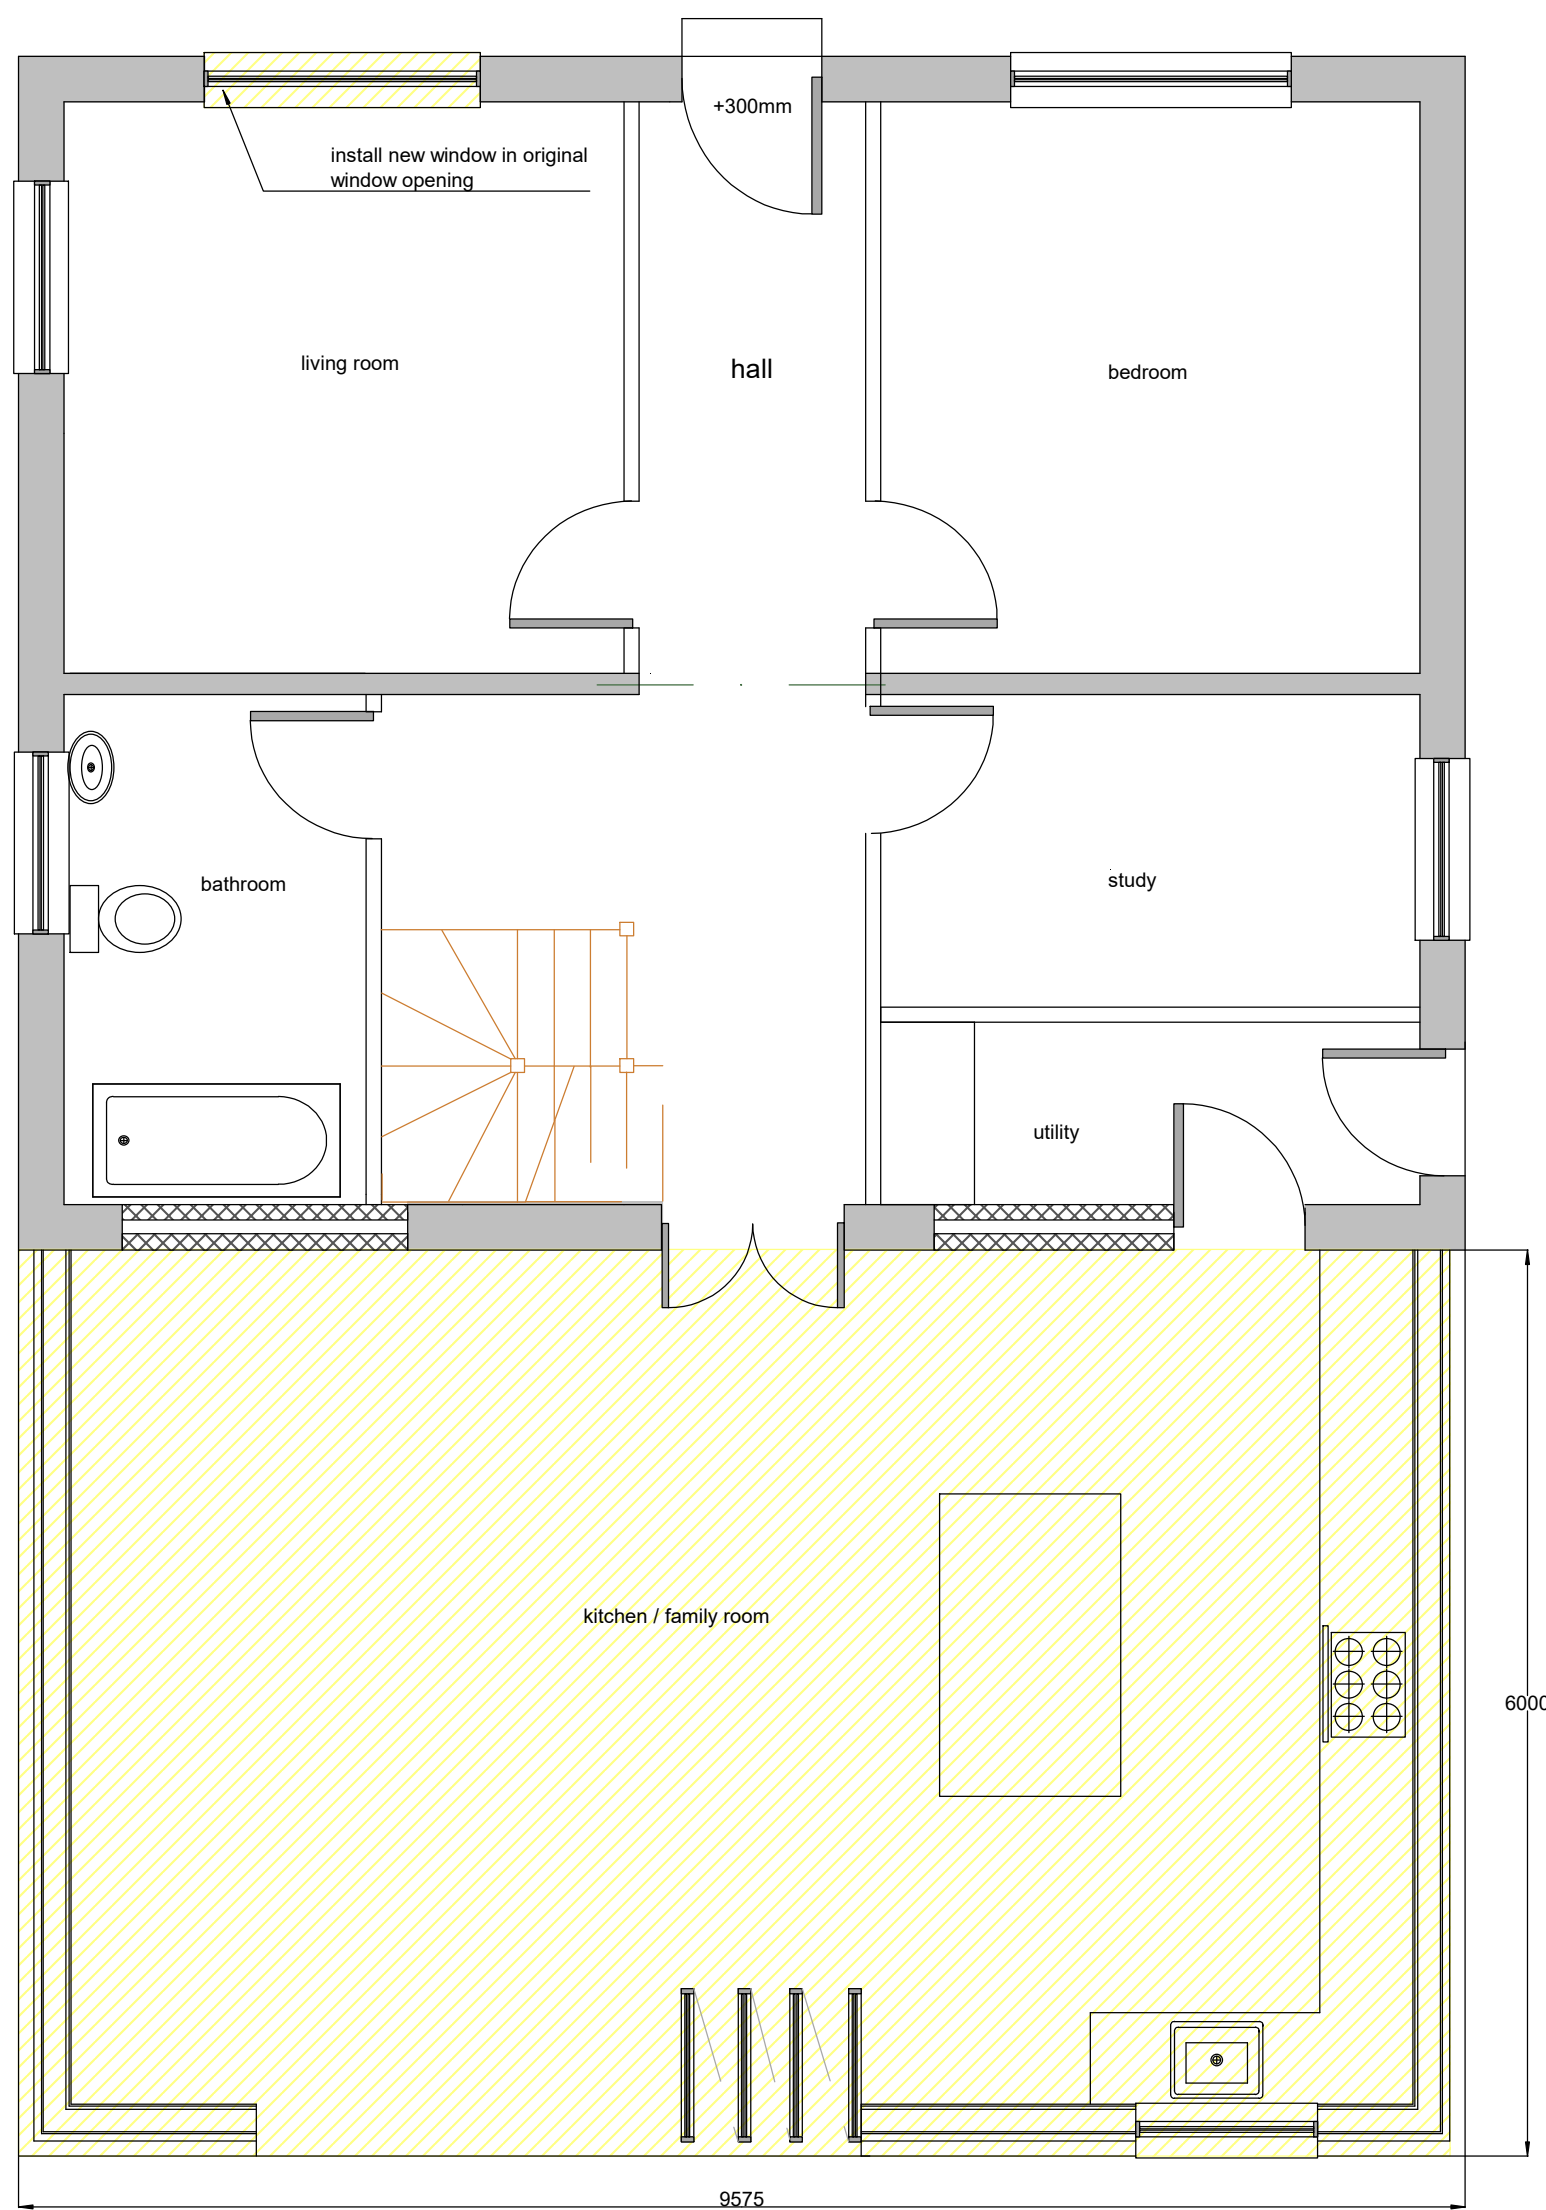 +300mm
install new window in original
window opening
living room
hall
bedroom
bathroom
study
utility
kitchen / family room
6000
9575